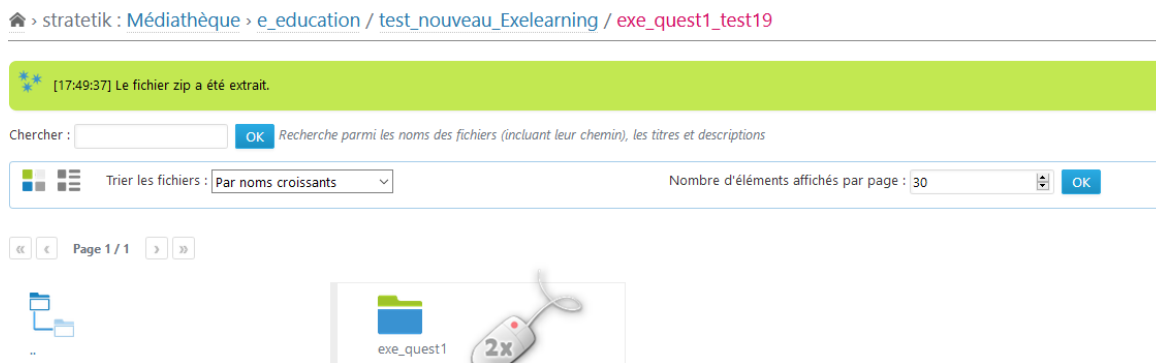 › stratetik : Médiathèque › e_education / test_nouveau_Exelearning / exe_quest1_test19
[17:49:37] Le fichier zip a été extrait.
Chercher : OK Recherche parmi les noms des fichiers (incluant leur chemin), les titres et descriptions
Trier les fichiers : Par noms croissants Nombre d'éléments affichés par page : 30 OK
« ‹ Page 1 / 1 › »
.. exe_quest1 2x